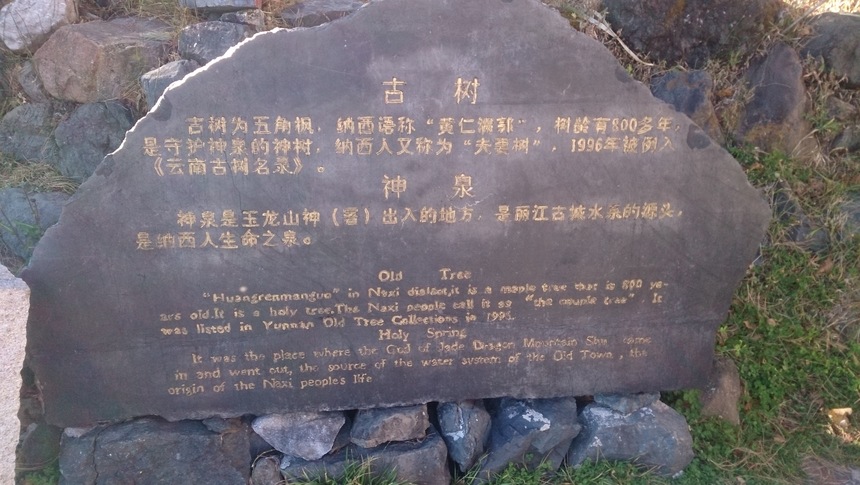 古 树
古树为五角枫，纳西语称“黄仁满郭”，树龄有800多年，
是守护神泉的神树，纳西人又称为“夫妻树”，1996年被例入
《云南古树名录》。
神 泉
神泉是玉龙山神（署）出入的地方，是丽江古城水系的源头，
是纳西人生命之泉。
Old Tree
"Huangrenmanguo" in Naxi dialect,it is a maple tree that is 800 ye-
ars old.It is a holy tree.The Naxi people call it as "the couple tree". It
was listed in Yunnan Old Tree Collections in 1995.
Holy Spring
It was the place where the God of Jade Dragon Mountain Shu come
in and went out, the source of the water system of the Old Town , the
origin of the Naxi people's life